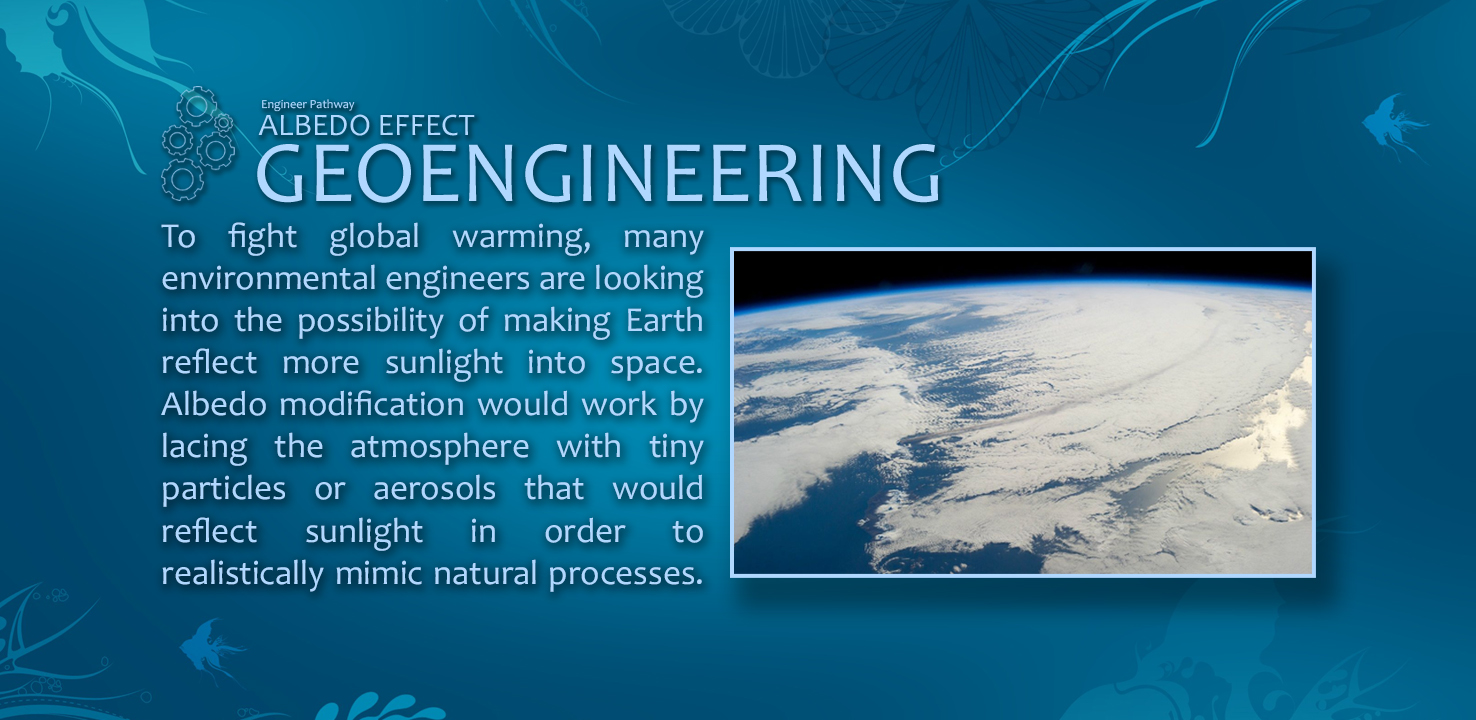 Engineer Pathway
ALBEDO EFFECT
GEOENGINEERING
To fight global warming, many
environmental engineers are looking
into the possibility of making Earth
reflect more sunlight into space.
Albedo modification would work by
lacing the atmosphere with tiny
particles or aerosols that would
reflect sunlight in order to
realistically mimic natural processes.